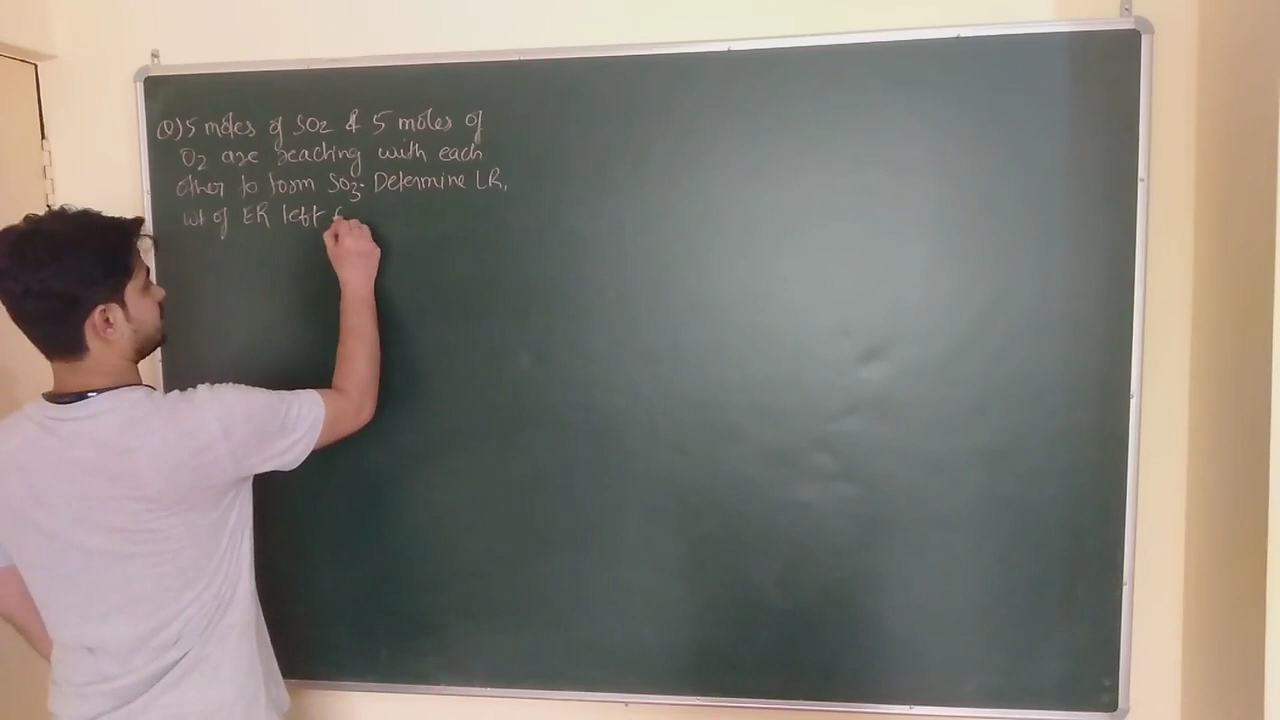 Q) 5 moles of SO2 & 5 moles of
O2 are reacting with each
other to form SO3. Determine LR,
wt of ER left